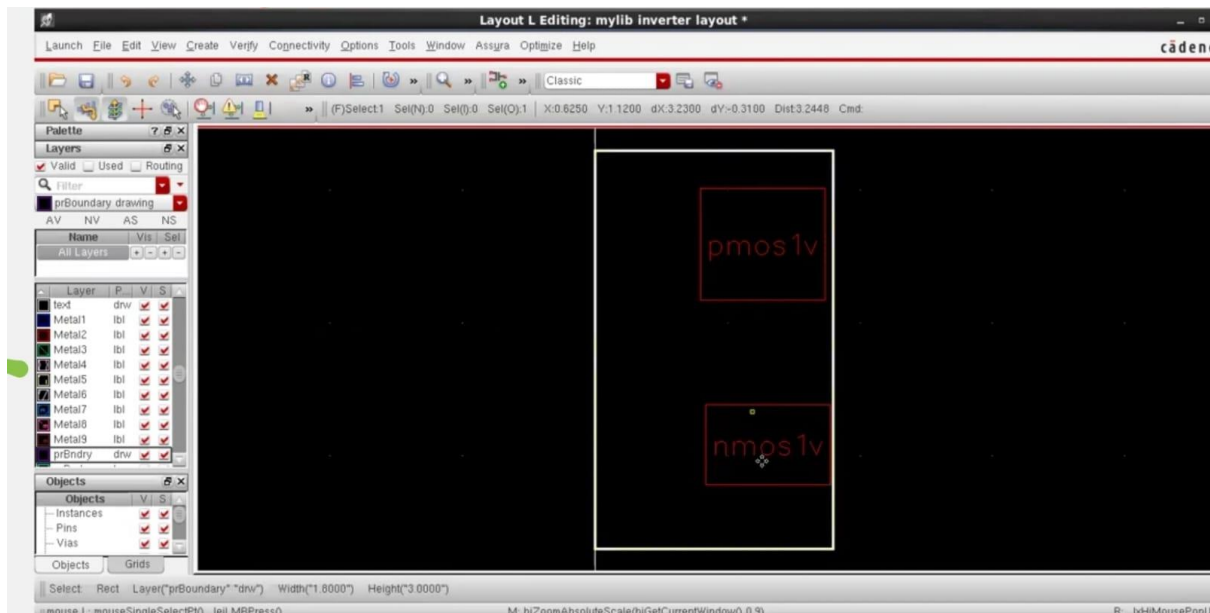 Layout L Editing: mylib inverter layout *
Launch File Edit View Create Verify Connectivity Options Tools Window Assura Optimize Help
cāden
Classic
(F)Select:1 Sel(N):0 Sel(I):0 Sel(O):1 X:0.6250 Y:1.1200 dX:3.2300 dY:-0.3100 Dist:3.2448 Cmd:
Palette
Layers
Valid Used Routing
Filter
prBoundary drawing
AV NV AS NS
Name Vis Sel
All Layers
Layer P... V S
text drw
Metal1 lbl
Metal2 lbl
Metal3 lbl
Metal4 lbl
Metal5 lbl
Metal6 lbl
Metal7 lbl
Metal8 lbl
Metal9 lbl
prBndry drw
Objects
Objects V S
Instances
Pins
Vias
Objects Grids
pmos1v
nmos1v
Select: Rect Layer("prBoundary" "drw") Width("1.8000") Height("3.0000")
mouse L: mouseSingleSelectPt() _leiLMBPress()
M: hiZoomAbsoluteScale(hiGetCurrentWindow() 0.9)